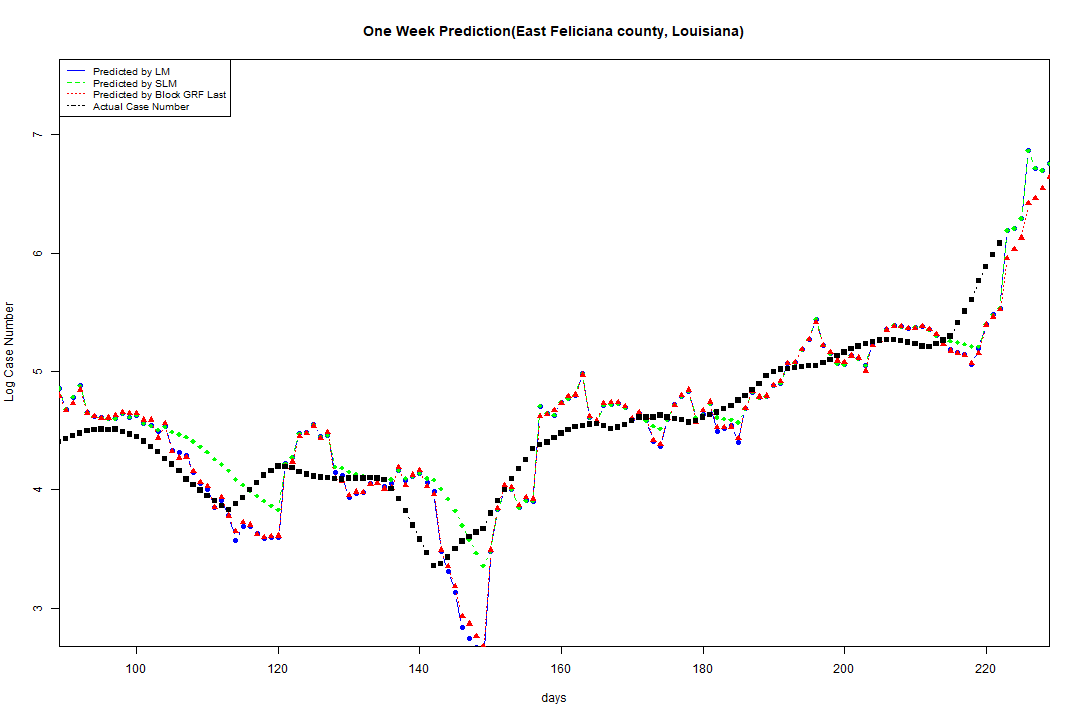 One Week Prediction(East Feliciana county, Louisiana)
Predicted by LM
Predicted by SLM
Predicted by Block GRF Last
Actual Case Number
7
6
5
4
3
Log Case Number
100 120 140 160 180 200 220
days